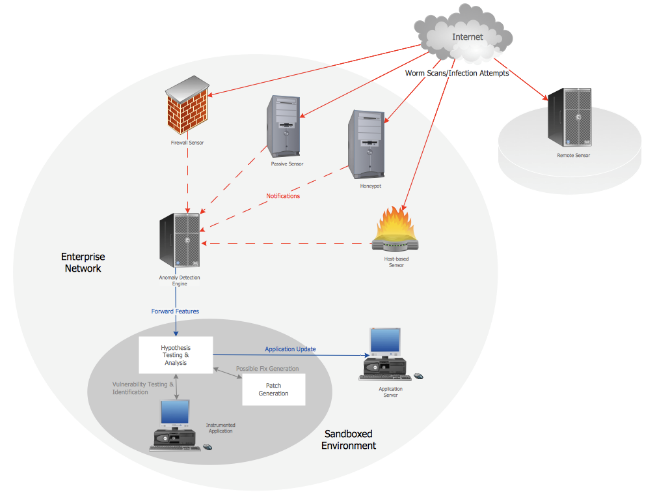 Internet
Worm Scans/Infection Attempts
Firewall Sensor
Passive Sensor
Honeypot
Remote Sensor
Notifications
Enterprise
Network
Anomaly Detection
Engine
Host-based
Sensor
Forward Features
Hypothesis
Testing &
Analysis
Application Update
Possible Fix Generation
Vulnerability Testing &
Identification
Patch
Generation
Application
Server
Instrumented
Application
Sandboxed
Environment